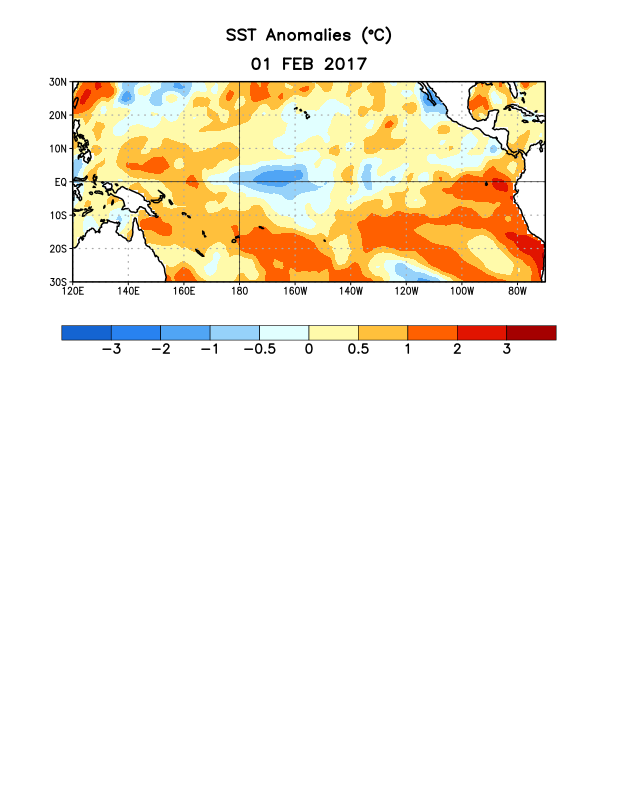 SST Anomalies (°C)
01 FEB 2017
30N
20N
10N
EQ
10S
20S
30S
120E 140E 160E 180 160W 140W 120W 100W 80W
−3 −2 −1 −0.5 0 0.5 1 2 3